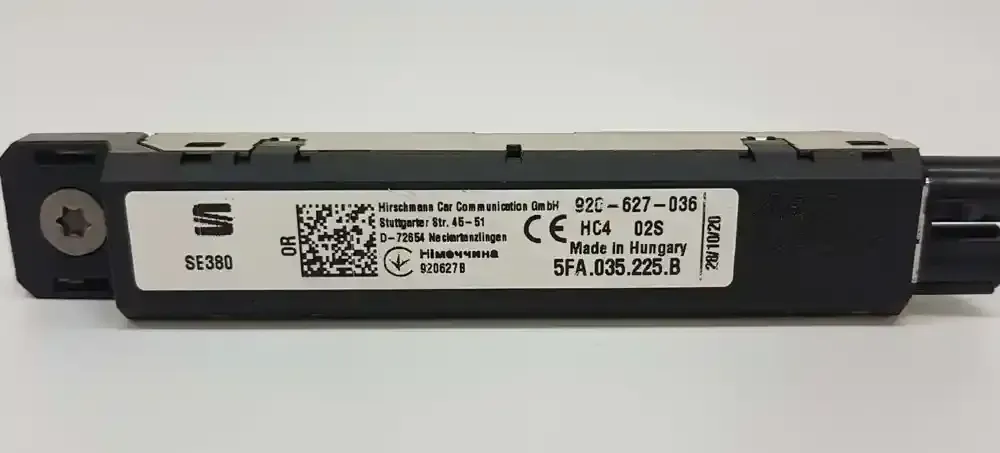 SE380
OR
Hirschmann Car Communication GmbH
Stuttgarter Str. 45-51
D-72654 Neckartenzlingen
Німеччина
920627B
CE
920-627-036
HC4 02S
Made in Hungary
5FA.035.225.B
28/10/20